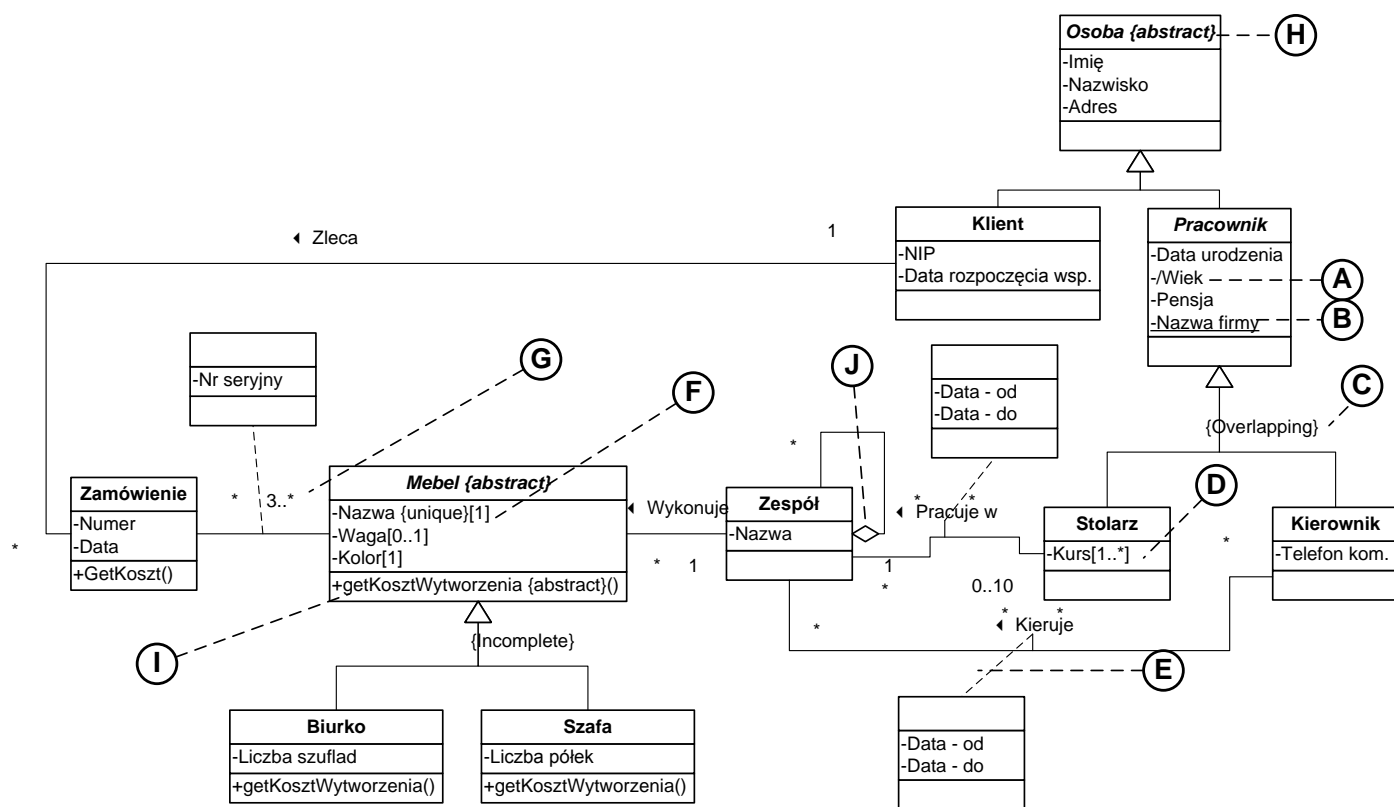 Osoba {abstract}
H
-Imię
-Nazwisko
-Adres
Klient
-NIP
-Data rozpoczęcia wsp.
Pracownik
-Data urodzenia
-/Wiek
-Pensja
-Nazwa firmy
A
B
◄ Zleca
1
-Nr seryjny
G
F
J
-Data - od
-Data - do
C
{Overlapping}
Zamówienie
-Numer
-Data
+GetKoszt()
*
*
3..*
Mebel {abstract}
-Nazwa {unique}[1]
-Waga[0..1]
-Kolor[1]
+getKosztWytworzenia {abstract}()
◄ Wykonuje
*
1
*
Zespół
-Nazwa
* *
◄ Pracuje w
1
*
0..10
D
Stolarz
-Kurs[1..*]
*
Kierownik
-Telefon kom.
*
* *
◄ Kieruje
I
{Incomplete}
E
Biurko
-Liczba szuflad
+getKosztWytworzenia()
Szafa
-Liczba półek
+getKosztWytworzenia()
-Data - od
-Data - do